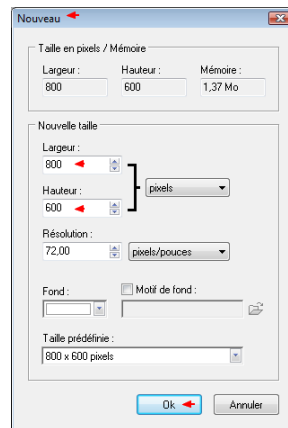 Nouveau
Taille en pixels / Mémoire
Largeur : Hauteur : Mémoire :
800 600 1,37 Mo
Nouvelle taille
Largeur :
800
pixels
Hauteur :
600
Résolution :
72,00 pixels/pouces
Fond : Motif de fond :
Taille prédéfinie :
800 x 600 pixels
Ok Annuler